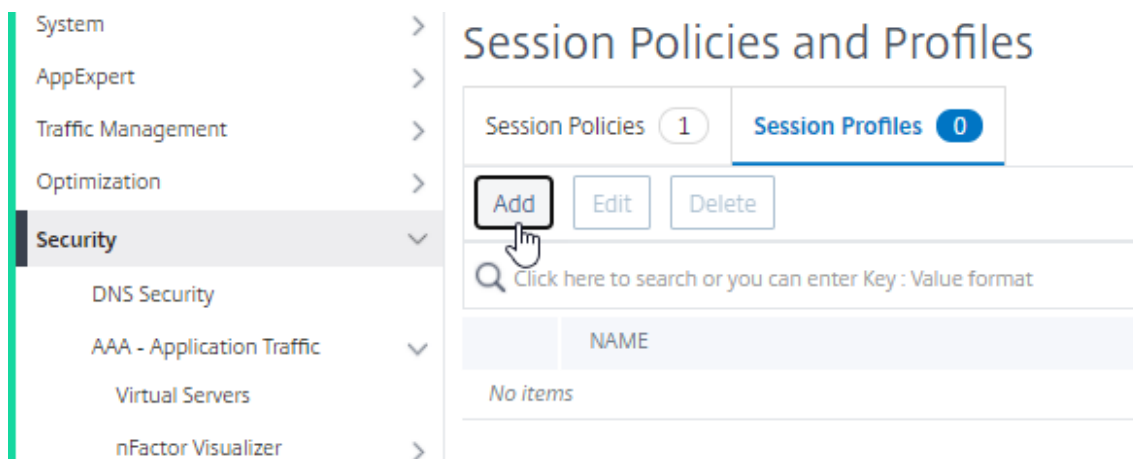 System
AppExpert
Traffic Management
Optimization
Security
DNS Security
AAA - Application Traffic
Virtual Servers
nFactor Visualizer
Session Policies and Profiles
Session Policies 1 Session Profiles 0
Add Edit Delete
Click here to search or you can enter Key : Value format
NAME
No items